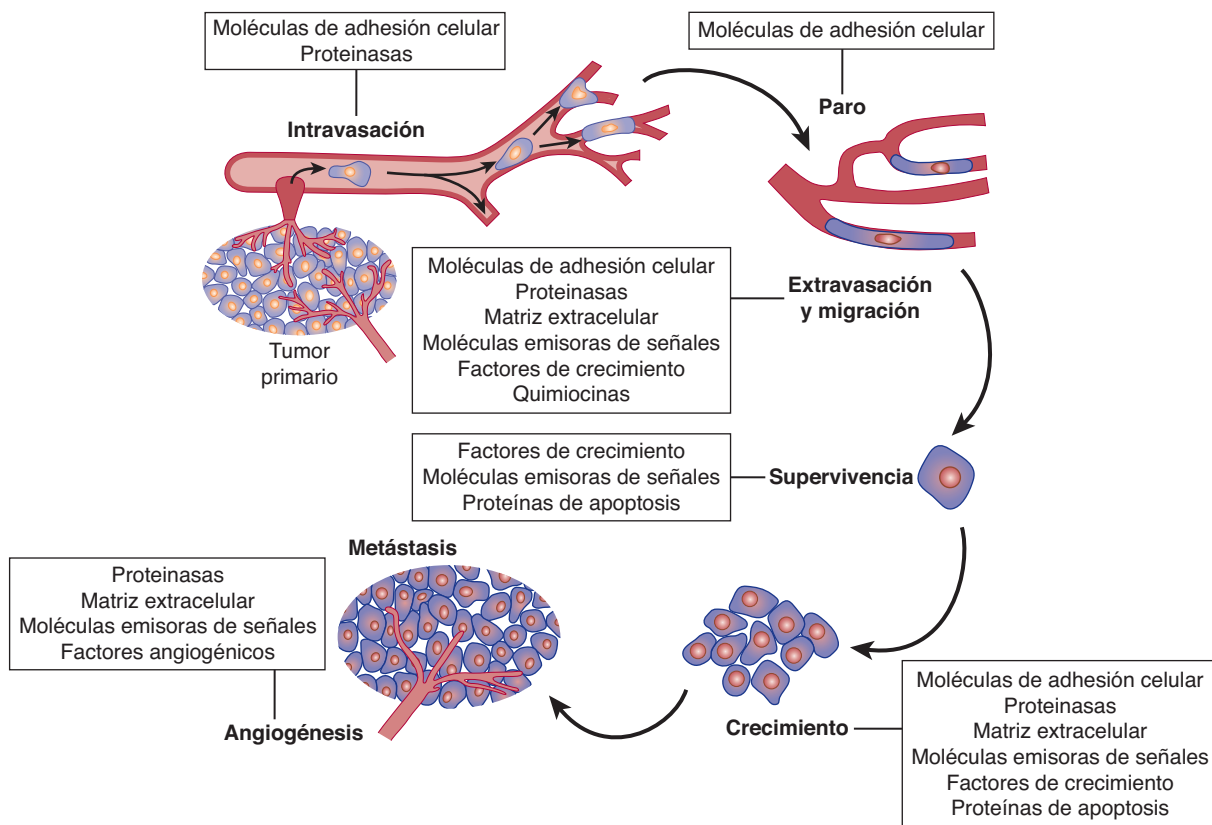 Moléculas de adhesión celular
Proteinasas
Intravasación
Moléculas de adhesión celular
Paro
Tumor
primario
Moléculas de adhesión celular
Proteinasas
Matriz extracelular
Moléculas emisoras de señales
Factores de crecimiento
Quimiocinas
Extravasación
y migración
Factores de crecimiento
Moléculas emisoras de señales
Proteínas de apoptosis
Supervivencia
Metástasis
Proteinasas
Matriz extracelular
Moléculas emisoras de señales
Factores angiogénicos
Angiogénesis
Crecimiento
Moléculas de adhesión celular
Proteinasas
Matriz extracelular
Moléculas emisoras de señales
Factores de crecimiento
Proteínas de apoptosis